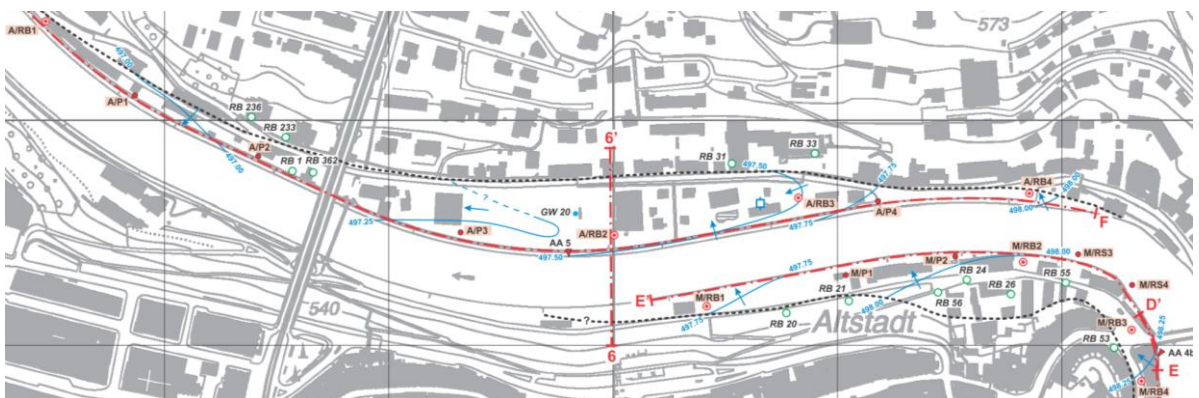 A/RB1
497.00
A/P1
RB 236
RB 233
497.00
A/P2
RB 1
RB 362
573
6'
RB 31
RB 33
497.50
497.75
A/RB3
A/RB4
498.00
498.00
A/P4
F
?
GW 20
497.25
A/P3
A/RB2
AA 5
497.50
497.75
M/RB2
498.00
M/RS3
M/P2
497.75
M/P1
RB 24
RB 55
M/RS4
E'
M/RB1
RB 21
RB 56
RB 26
540
498.00
D'
?
497.75
RB 20
Altstadt
M/RB3
498.25
6
RB 53
AA 4b
E
498.25
M/RB4